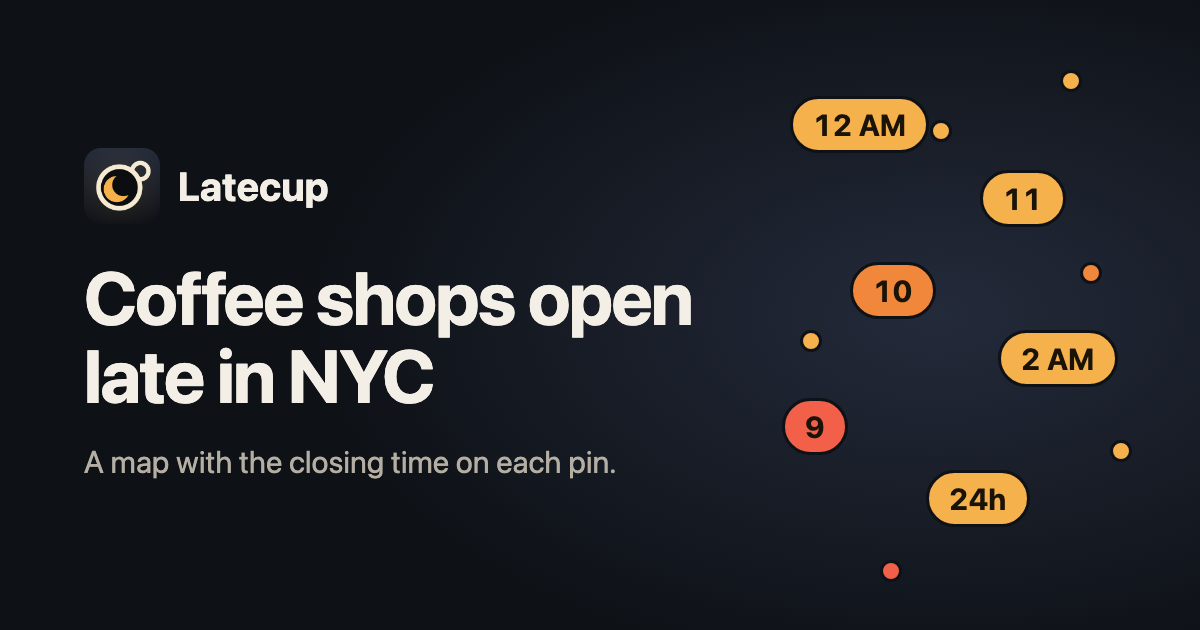 Latecup
Coffee shops open
late in NYC
A map with the closing time on each pin.
12 AM
11
10
2 AM
9
24h